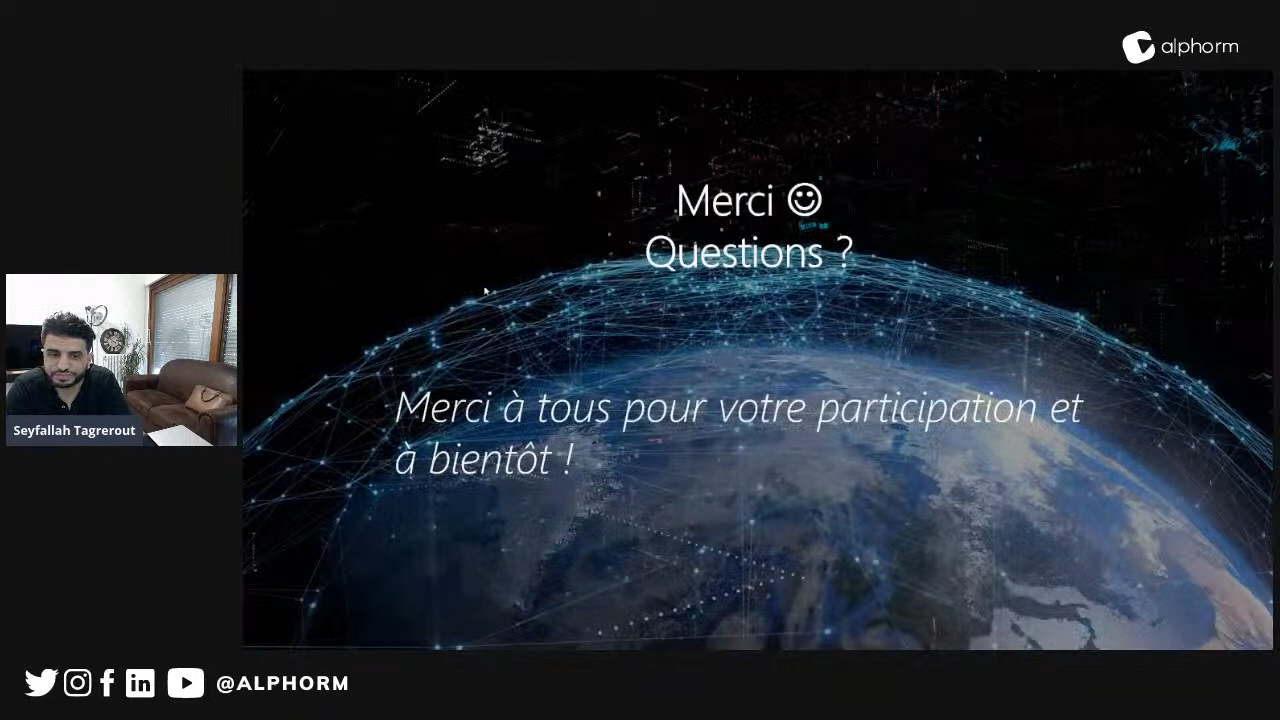 alphorm
Merci ☺
Questions ?
Merci à tous pour votre participation et
à bientôt !
Seyfallah Tagrerout
@ALPHORM